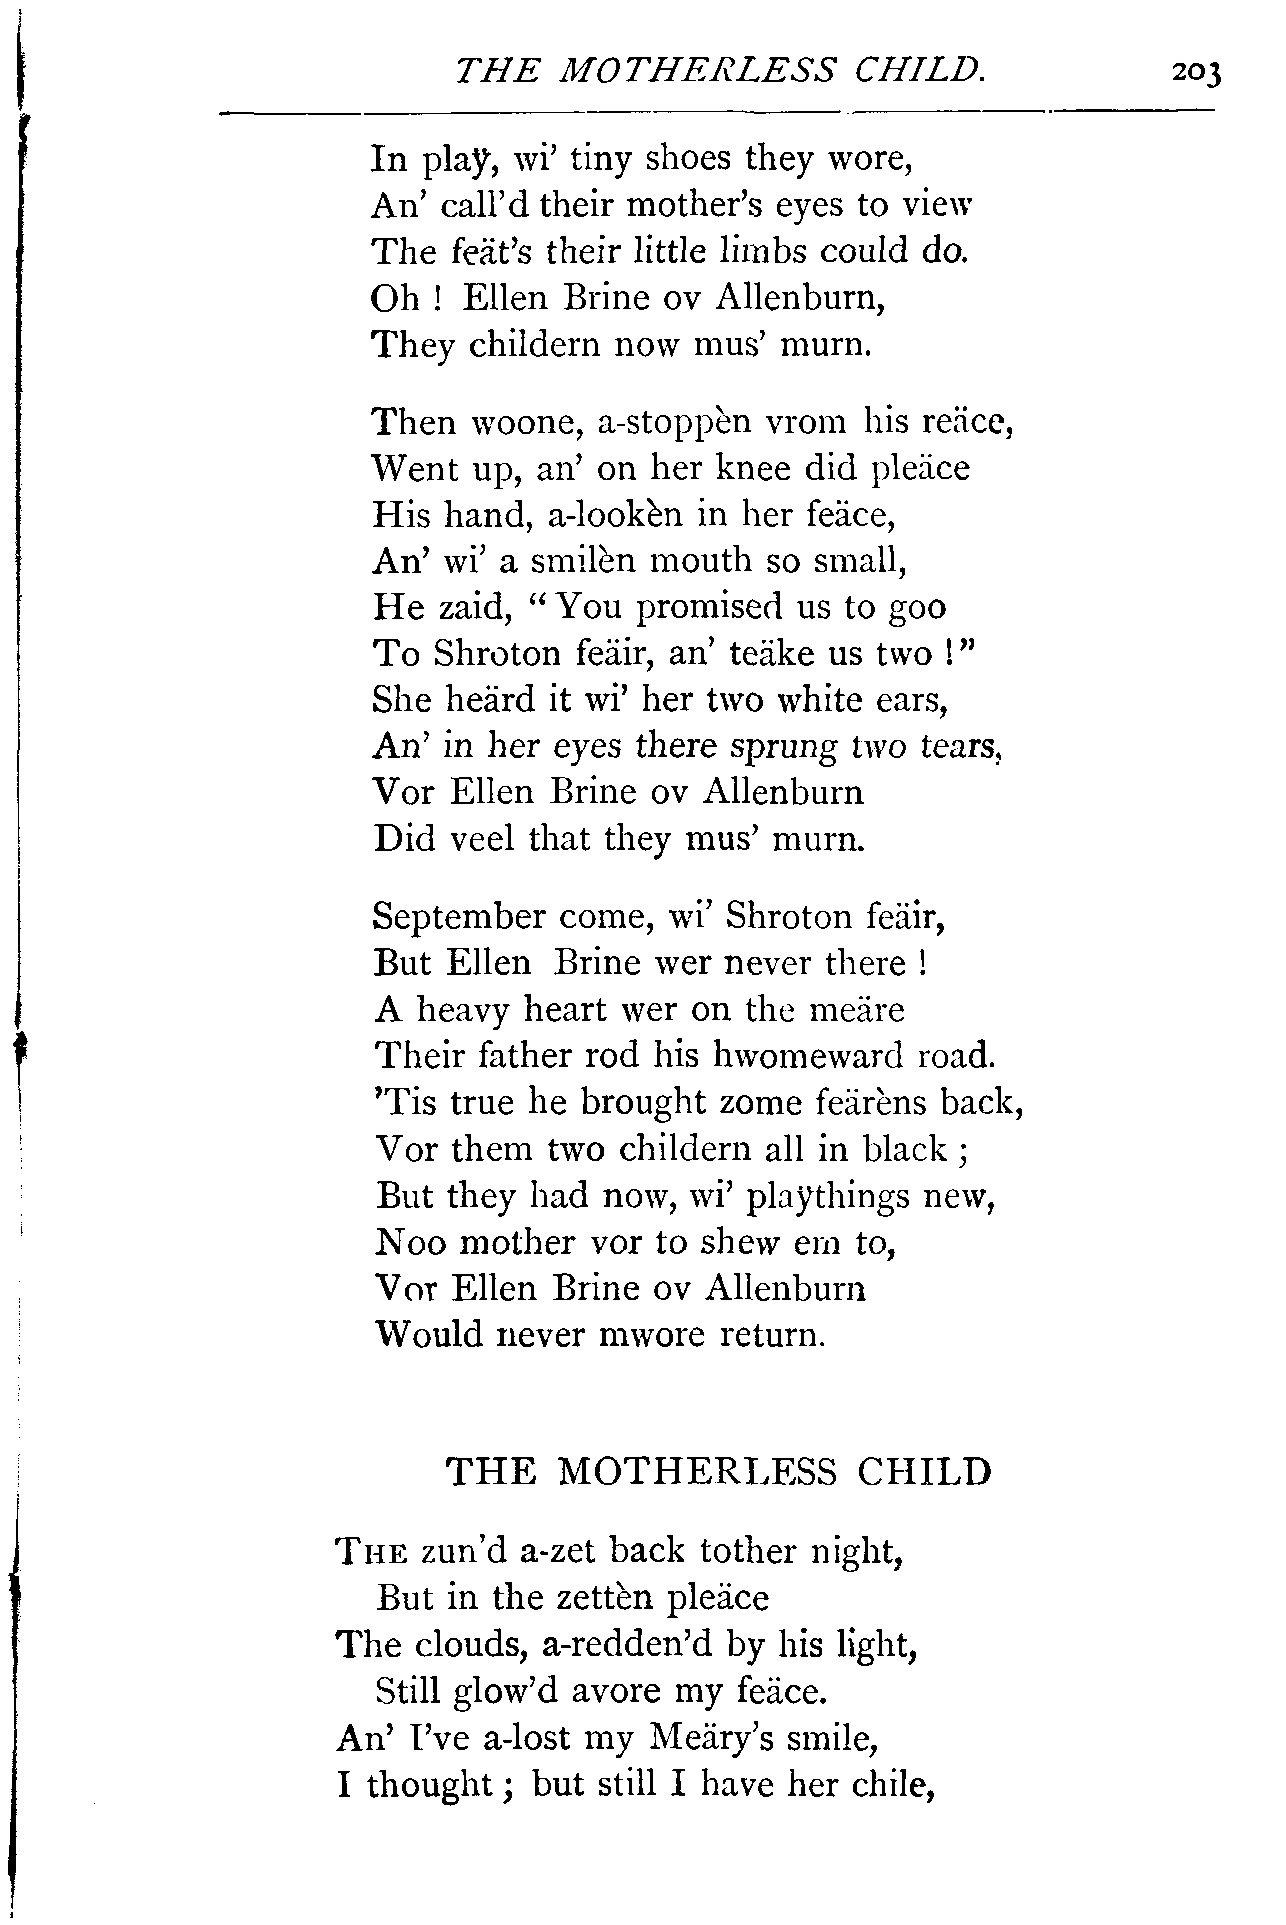 THE MOTHERLESS CHILD. 203
In plaÿ, wi' tiny shoes they wore,
An' call'd their mother's eyes to view
The feät's their little limbs could do.
Oh ! Ellen Brine ov Allenburn,
They childern now mus' murn.
Then woone, a-stoppèn vrom his reäce,
Went up, an' on her knee did pleäce
His hand, a-lookèn in her feäce,
An' wi' a smilèn mouth so small,
He zaid, “ You promised us to goo
To Shroton feäir, an' teäke us two !”
She heärd it wi' her two white ears,
An' in her eyes there sprung two tears,
Vor Ellen Brine ov Allenburn
Did veel that they mus' murn.
September come, wi' Shroton feäir,
But Ellen Brine wer never there !
A heavy heart wer on the meäre
Their father rod his hwomeward road.
'Tis true he brought zome feärèns back,
Vor them two childern all in black ;
But they had now, wi' plaÿthings new,
Noo mother vor to shew em to,
Vor Ellen Brine ov Allenburn
Would never mwore return.
THE MOTHERLESS CHILD
THE zun'd a-zet back tother night,
But in the zettèn pleäce
The clouds, a-redden'd by his light,
Still glow'd avore my feäce.
An' I've a-lost my Meäry's smile,
I thought ; but still I have her chile,